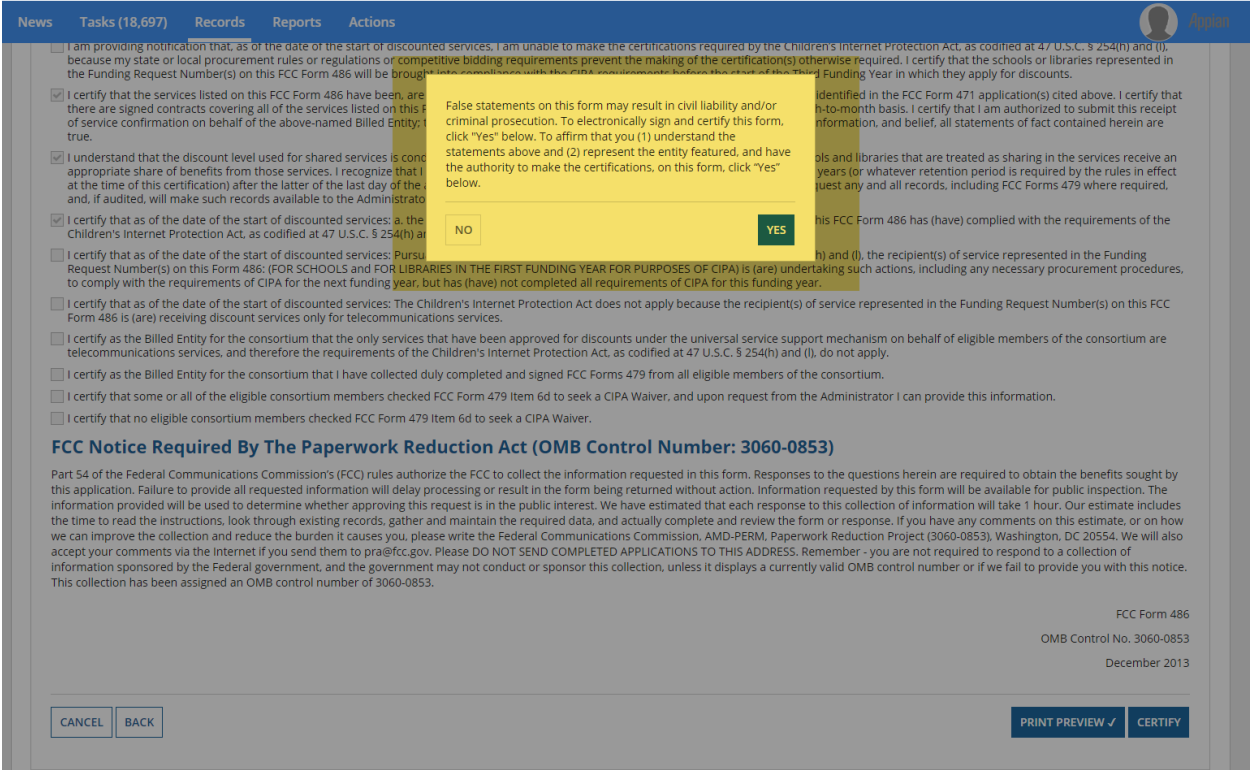 News Tasks (18,697) Records Reports Actions Appian
I am providing notification that, as of the date of the start of discounted services, I am unable to make the certifications required by the Children's Internet Protection Act, as codified at 47 U.S.C. § 254(h) and (l),
because my state or local procurement rules or regulations or competitive bidding requirements prevent the making of the certification(s) otherwise required. I certify that the schools or libraries represented in
the Funding Request Number(s) on this FCC Form 486 will be brought into compliance with the CIPA requirements before the start of the Third Funding Year in which they apply for discounts.
I certify that the services listed on this FCC Form 486 have been, are identified in the FCC Form 471 application(s) cited above. I certify that
there are signed contracts covering all of the services listed on this h-to-month basis. I certify that I am authorized to submit this receipt
of service confirmation on behalf of the above-named Billed Entity; nformation, and belief, all statements of fact contained herein are
true.
I understand that the discount level used for shared services is cond ols and libraries that are treated as sharing in the services receive an
appropriate share of benefits from those services. I recognize that I years (or whatever retention period is required by the rules in effect
at the time of this certification) after the latter of the last day of the quest any and all records, including FCC Forms 479 where required,
and, if audited, will make such records available to the Administrato
I certify that as of the date of the start of discounted services: a. the his FCC Form 486 has (have) complied with the requirements of the
Children's Internet Protection Act, as codified at 47 U.S.C. § 254(h) a
I certify that as of the date of the start of discounted services: Pursu h) and (l), the recipient(s) of service represented in the Funding
Request Number(s) on this Form 486: (FOR SCHOOLS and FOR LIBRARIES IN THE FIRST FUNDING YEAR FOR PURPOSES OF CIPA) is (are) undertaking such actions, including any necessary procurement procedures,
to comply with the requirements of CIPA for the next funding year, but has (have) not completed all requirements of CIPA for this funding year.
False statements on this form may result in civil liability and/or
criminal prosecution. To electronically sign and certify this form,
click "Yes" below. To affirm that you (1) understand the
statements above and (2) represent the entity featured, and have
the authority to make the certifications, on this form, click "Yes"
below.
NO YES
I certify that as of the date of the start of discounted services: The Children's Internet Protection Act does not apply because the recipient(s) of service represented in the Funding Request Number(s) on this FCC
Form 486 is (are) receiving discount services only for telecommunications services.
I certify as the Billed Entity for the consortium that the only services that have been approved for discounts under the universal service support mechanism on behalf of eligible members of the consortium are
telecommunications services, and therefore the requirements of the Children's Internet Protection Act, as codified at 47 U.S.C. § 254(h) and (l), do not apply.
I certify as the Billed Entity for the consortium that I have collected duly completed and signed FCC Forms 479 from all eligible members of the consortium.
I certify that some or all of the eligible consortium members checked FCC Form 479 Item 6d to seek a CIPA Waiver, and upon request from the Administrator I can provide this information.
I certify that no eligible consortium members checked FCC Form 479 Item 6d to seek a CIPA Waiver.
FCC Notice Required By The Paperwork Reduction Act (OMB Control Number: 3060-0853)
Part 54 of the Federal Communications Commission's (FCC) rules authorize the FCC to collect the information requested in this form. Responses to the questions herein are required to obtain the benefits sought by
this application. Failure to provide all requested information will delay processing or result in the form being returned without action. Information requested by this form will be available for public inspection. The
information provided will be used to determine whether approving this request is in the public interest. We have estimated that each response to this collection of information will take 1 hour. Our estimate includes
the time to read the instructions, look through existing records, gather and maintain the required data, and actually complete and review the form or response. If you have any comments on this estimate, or on how
we can improve the collection and reduce the burden it causes you, please write the Federal Communications Commission, AMD-PERM, Paperwork Reduction Project (3060-0853), Washington, DC 20554. We will also
accept your comments via the Internet if you send them to pra@fcc.gov. Please DO NOT SEND COMPLETED APPLICATIONS TO THIS ADDRESS. Remember - you are not required to respond to a collection of
information sponsored by the Federal government, and the government may not conduct or sponsor this collection, unless it displays a currently valid OMB control number or if we fail to provide you with this notice.
This collection has been assigned an OMB control number of 3060-0853.
FCC Form 486
OMB Control No. 3060-0853
December 2013
CANCEL BACK PRINT PREVIEW ✓ CERTIFY